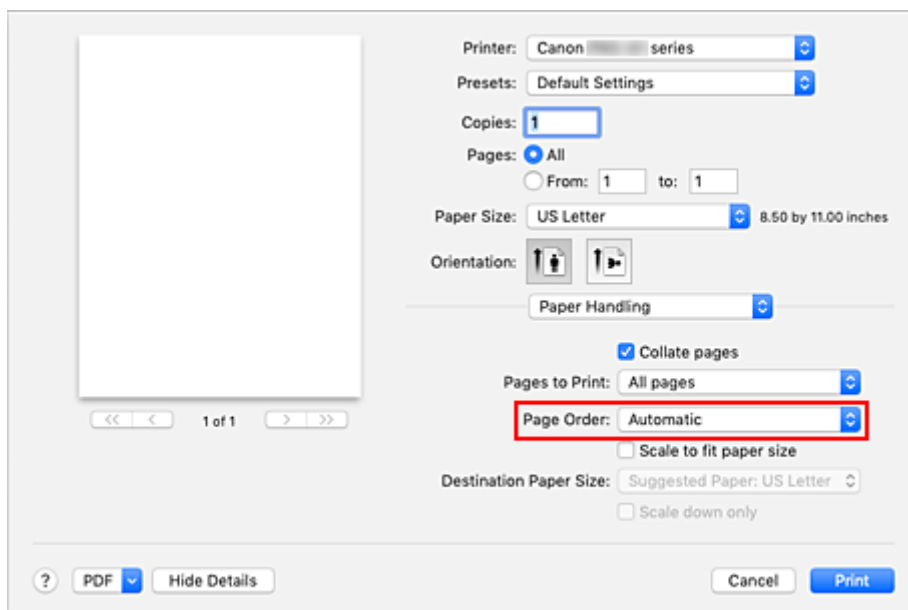 Printer: Canon series
Presets: Default Settings
Copies: 1
Pages: All
From: 1 to: 1
Paper Size: US Letter 8.50 by 11.00 inches
Orientation:
Paper Handling
Collate pages
Pages to Print: All pages
<< < 1 of 1 > >>
Page Order: Automatic
Scale to fit paper size
Destination Paper Size: Suggested Paper: US Letter
Scale down only
? PDF Hide Details Cancel Print